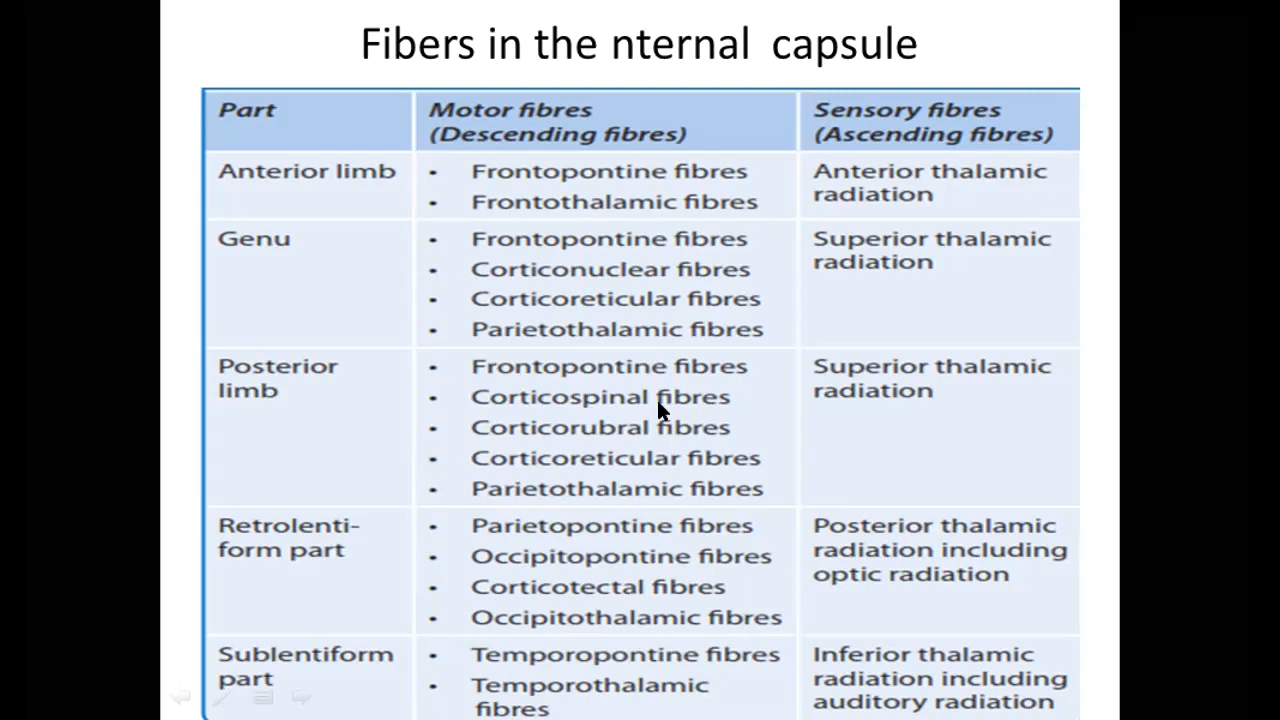 Fibers in the nternal capsule
Part
Motor fibres
(Descending fibres)
Sensory fibres
(Ascending fibres)
Anterior limb
• Frontopontine fibres
• Frontothalamic fibres
Anterior thalamic
radiation
Genu
• Frontopontine fibres
• Corticonuclear fibres
• Corticoreticular fibres
• Parietothalamic fibres
Superior thalamic
radiation
Posterior
limb
• Frontopontine fibres
• Corticospinal fibres
• Corticorubral fibres
• Corticoreticular fibres
• Parietothalamic fibres
Superior thalamic
radiation
Retrolenti-
form part
• Parietopontine fibres
• Occipitopontine fibres
• Corticotectal fibres
• Occipitothalamic fibres
Posterior thalamic
radiation including
optic radiation
Sublentiform
part
• Temporopontine fibres
• Temporothalamic
fibres
Inferior thalamic
radiation including
auditory radiation